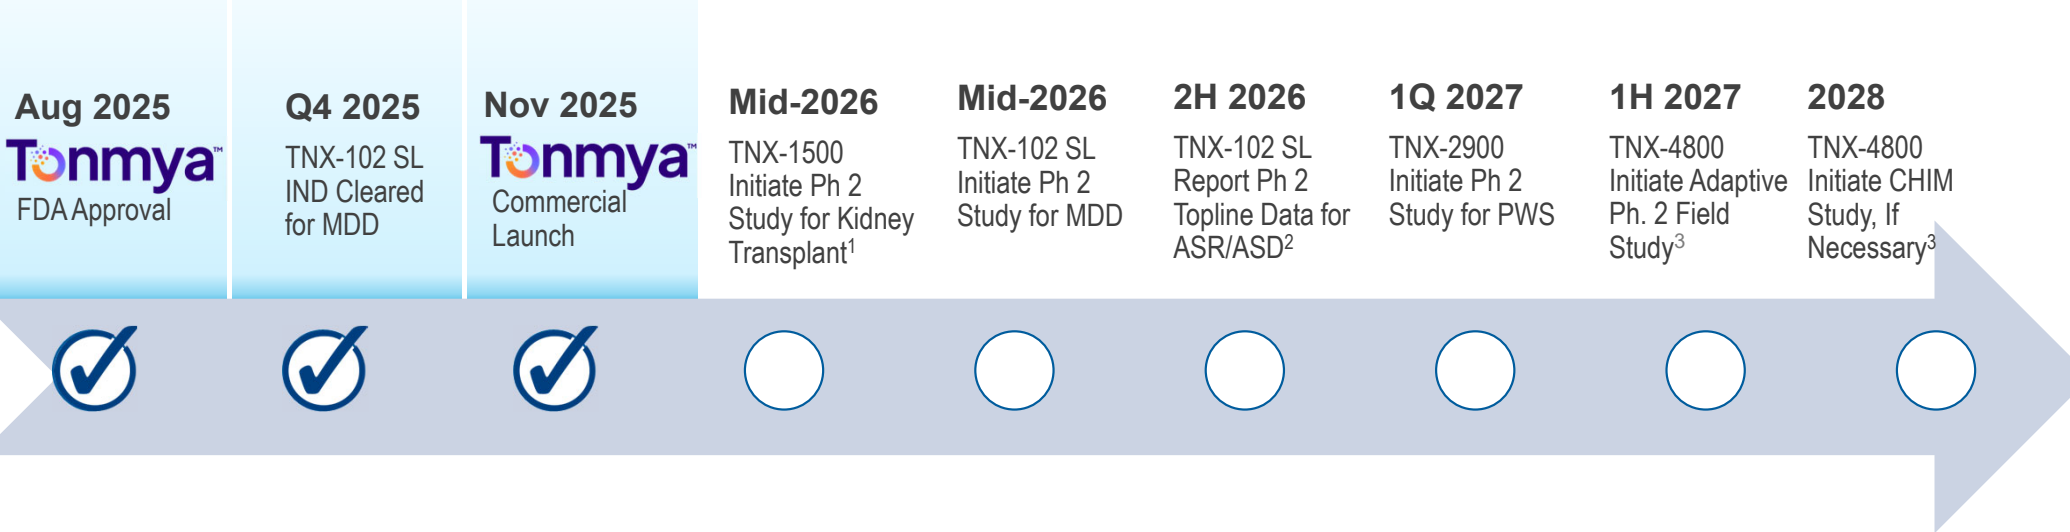 Aug 2025
Tonmya™
FDA Approval
Q4 2025
TNX-102 SL
IND Cleared
for MDD
Nov 2025
Tonmya™
Commercial
Launch
Mid-2026
TNX-1500
Initiate Ph 2
Study for Kidney
Transplant¹
Mid-2026
TNX-102 SL
Initiate Ph 2
Study for MDD
2H 2026
TNX-102 SL
Report Ph 2
Topline Data for
ASR/ASD²
1Q 2027
TNX-2900
Initiate Ph 2
Study for PWS
1H 2027
TNX-4800
Initiate Adaptive
Ph. 2 Field
Study³
2028
TNX-4800
Initiate CHIM
Study, If
Necessary³